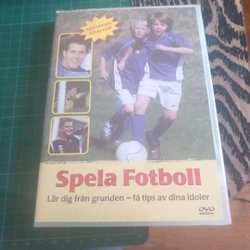 Spela Fotboll
Lär dig från grunden – få tips av dina idoler
DVD